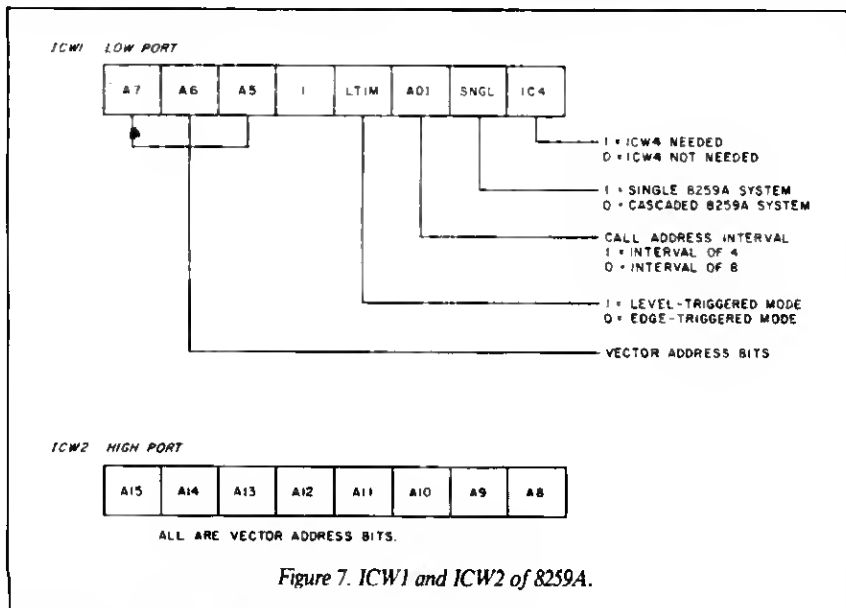 ICW1 LOW PORT
A7 A6 A5 1 LTIM ADI SNGL IC4
1 = ICW4 NEEDED
0 = ICW4 NOT NEEDED
1 = SINGLE 8259A SYSTEM
0 = CASCADED 8259A SYSTEM
CALL ADDRESS INTERVAL
1 = INTERVAL OF 4
0 = INTERVAL OF 8
1 = LEVEL-TRIGGERED MODE
0 = EDGE-TRIGGERED MODE
VECTOR ADDRESS BITS
ICW2 HIGH PORT
A15 A14 A13 A12 A11 A10 A9 A8
ALL ARE VECTOR ADDRESS BITS.
Figure 7. ICW1 and ICW2 of 8259A.